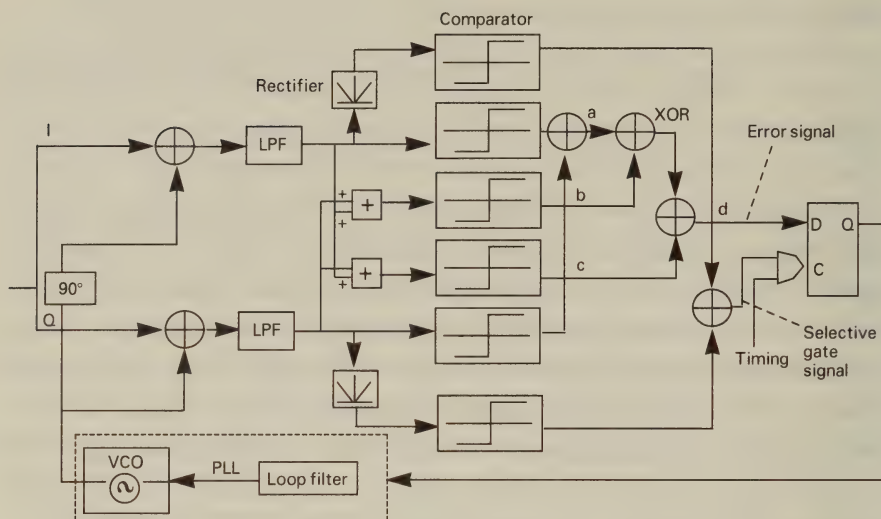 Comparator
Rectifier
I
LPF
a
XOR
Error signal
+
+
+
b
d
D Q
C
90°
+
+
+
c
Q
LPF
Timing
Selective
gate
signal
VCO
PLL
Loop filter